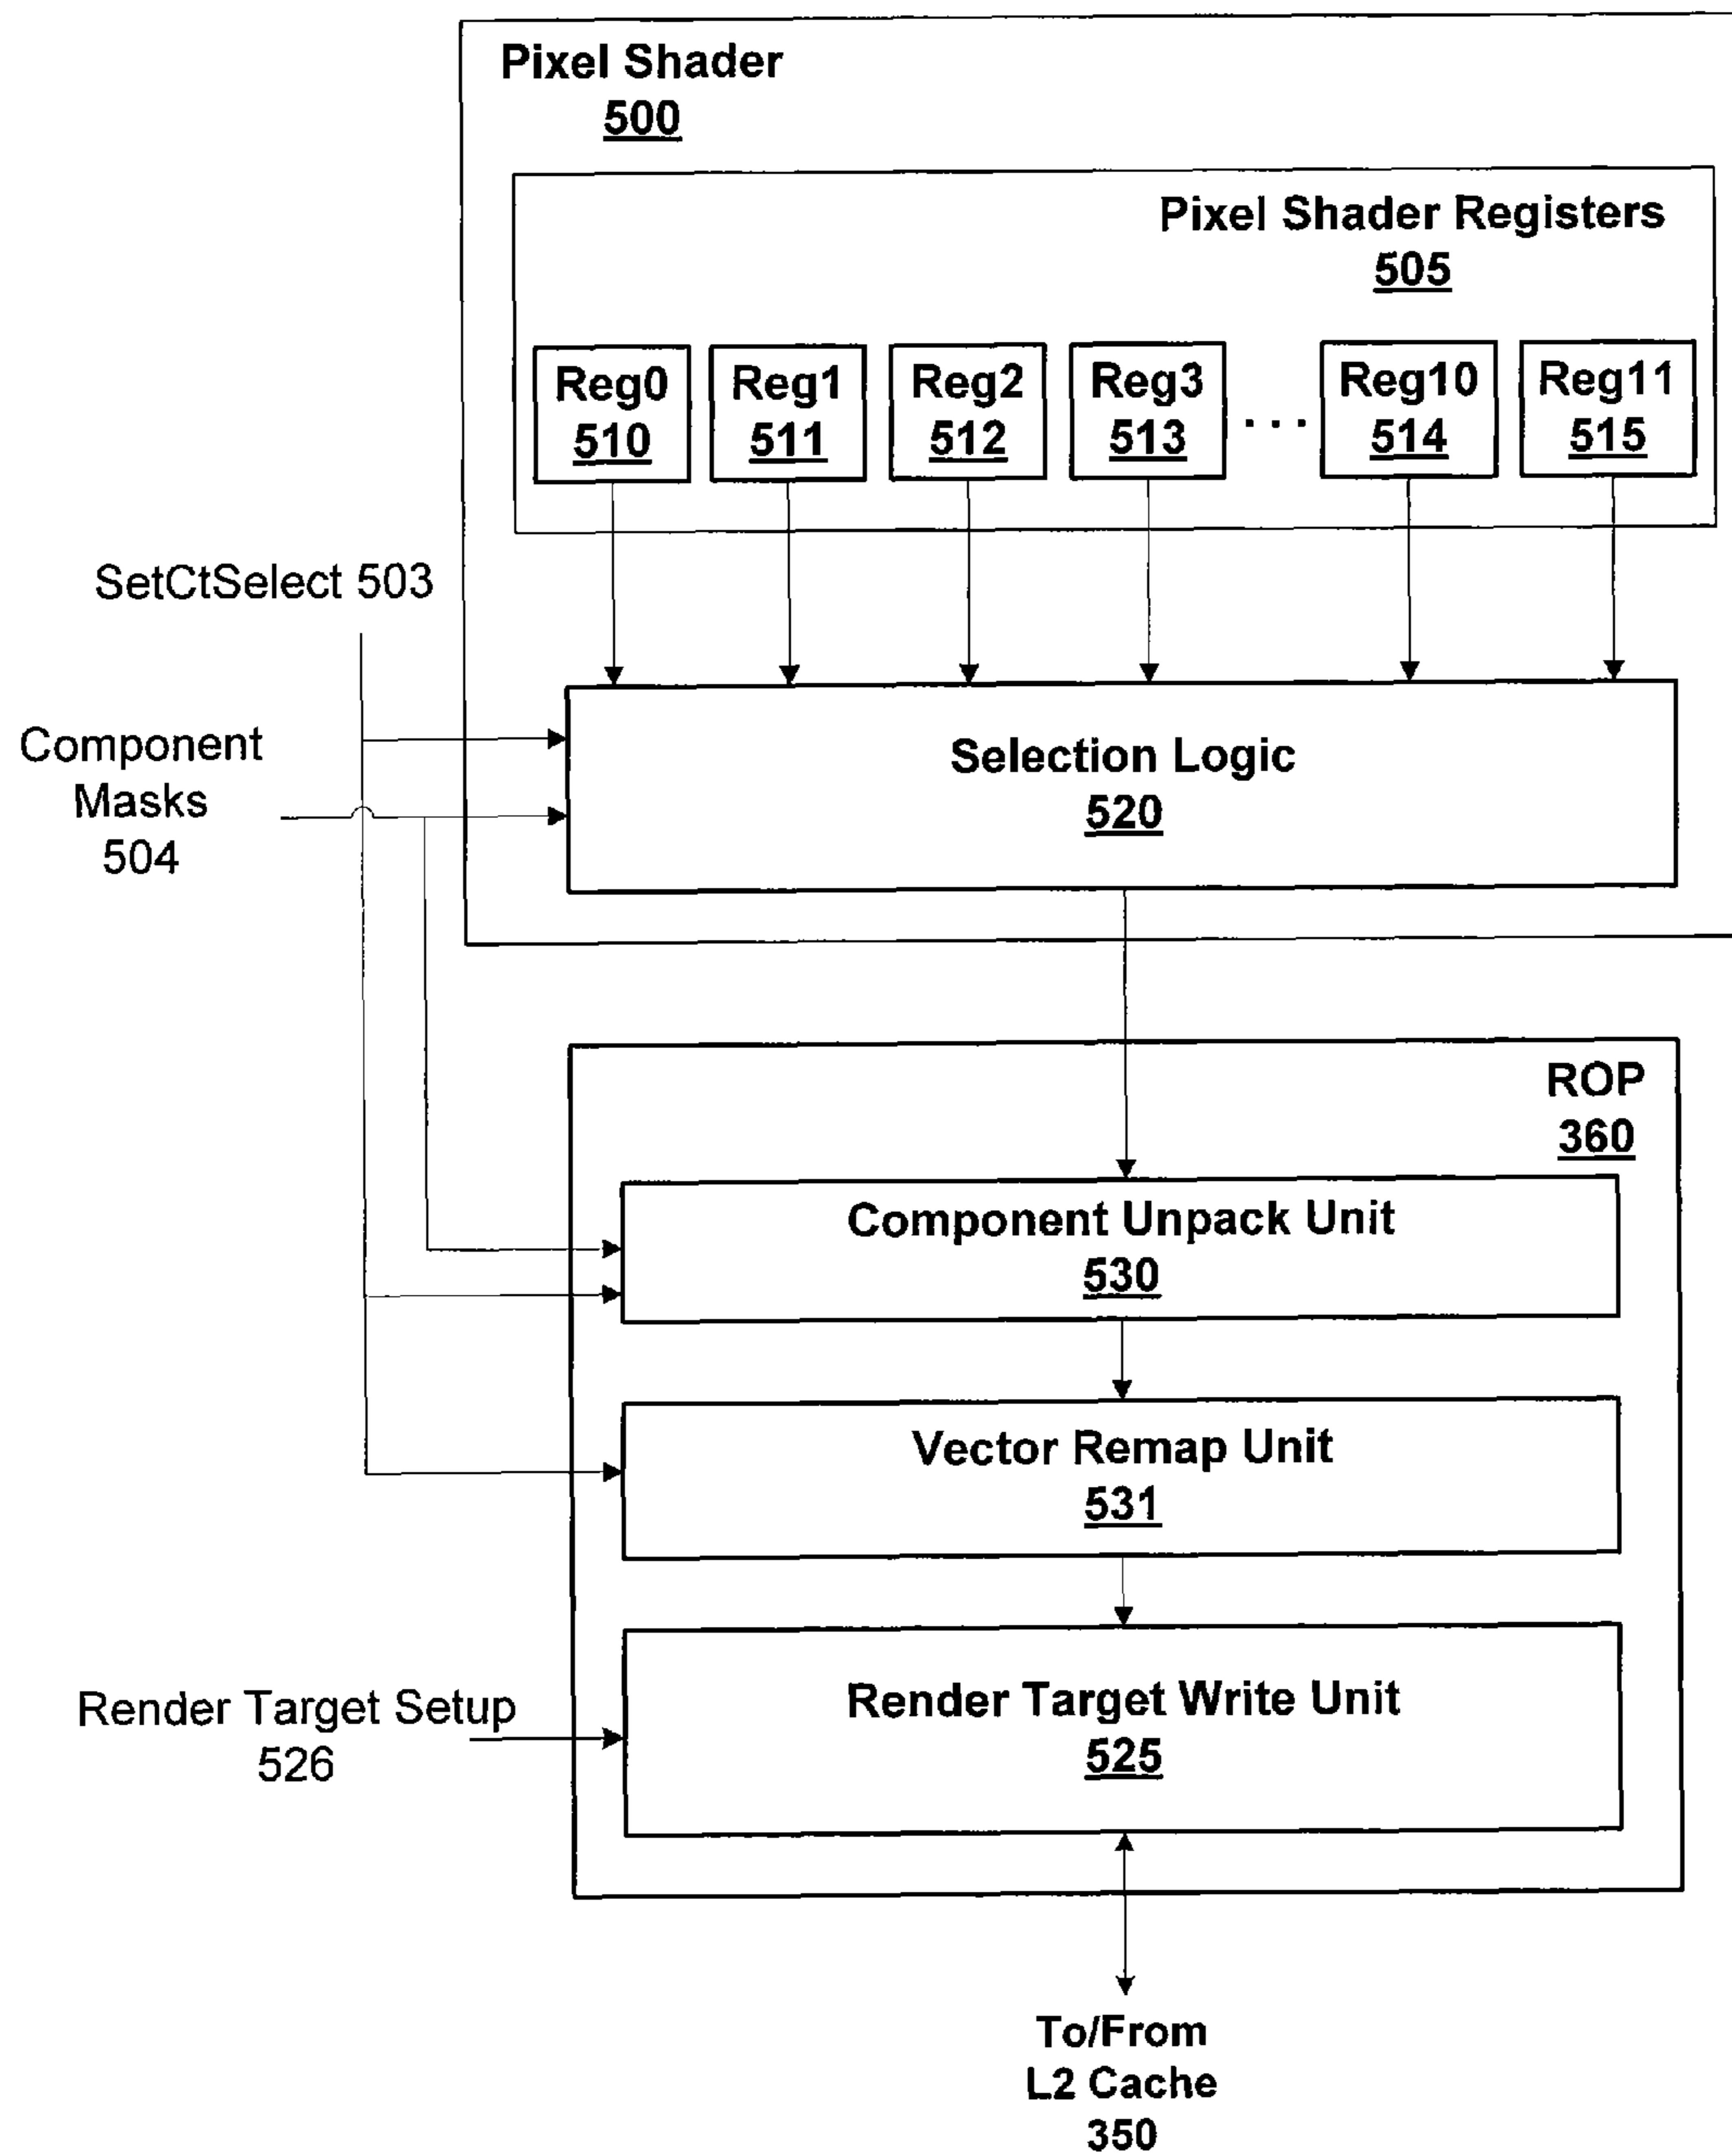 Pixel Shader
500
Pixel Shader Registers
505
Reg0
510
Reg1
511
Reg2
512
Reg3
513
...
Reg10
514
Reg11
515
SetCtSelect 503
Component
Masks
504
Selection Logic
520
ROP
360
Component Unpack Unit
530
Vector Remap Unit
531
Render Target Setup
526
Render Target Write Unit
525
To/From
L2 Cache
350